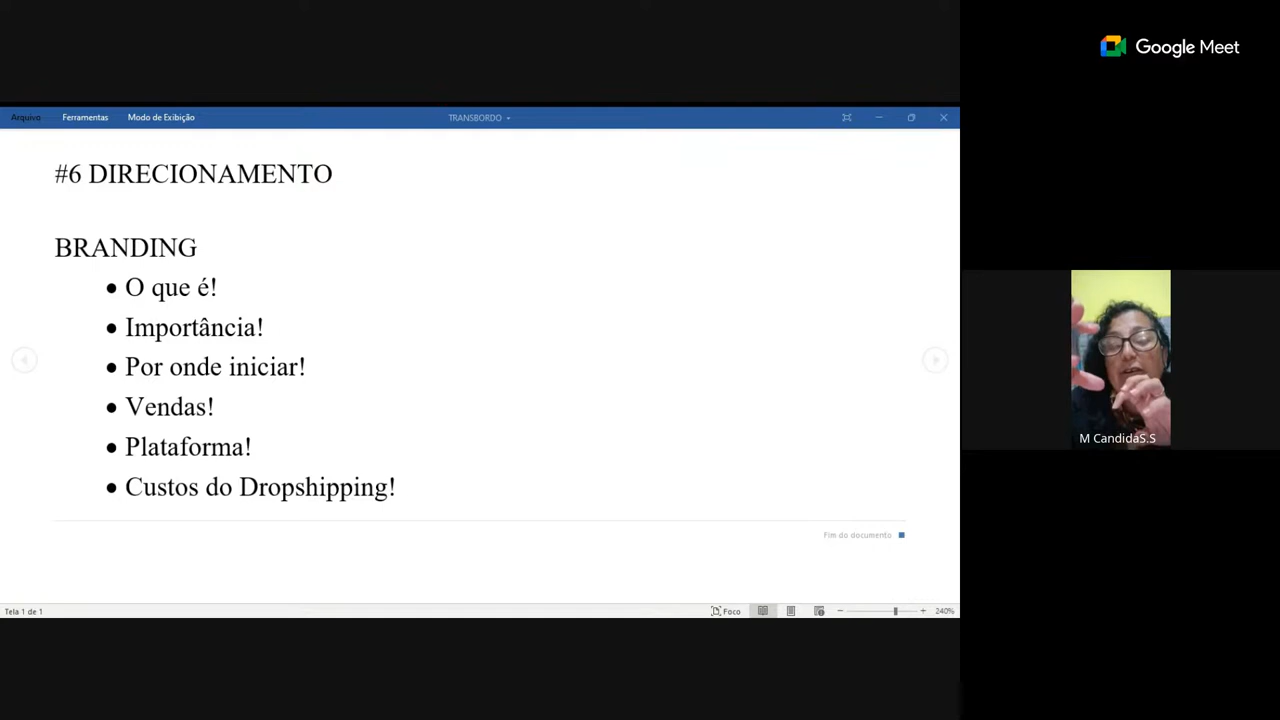 Google Meet
Arquivo Ferramentas Modo de Exibição TRANSBORDO
#6 DIRECIONAMENTO
BRANDING
• O que é!
• Importância!
• Por onde iniciar!
• Vendas!
• Plataforma!
• Custos do Dropshipping!
Fim do documento
M CandidaS.S
Tela 1 de 1 Foco 240%